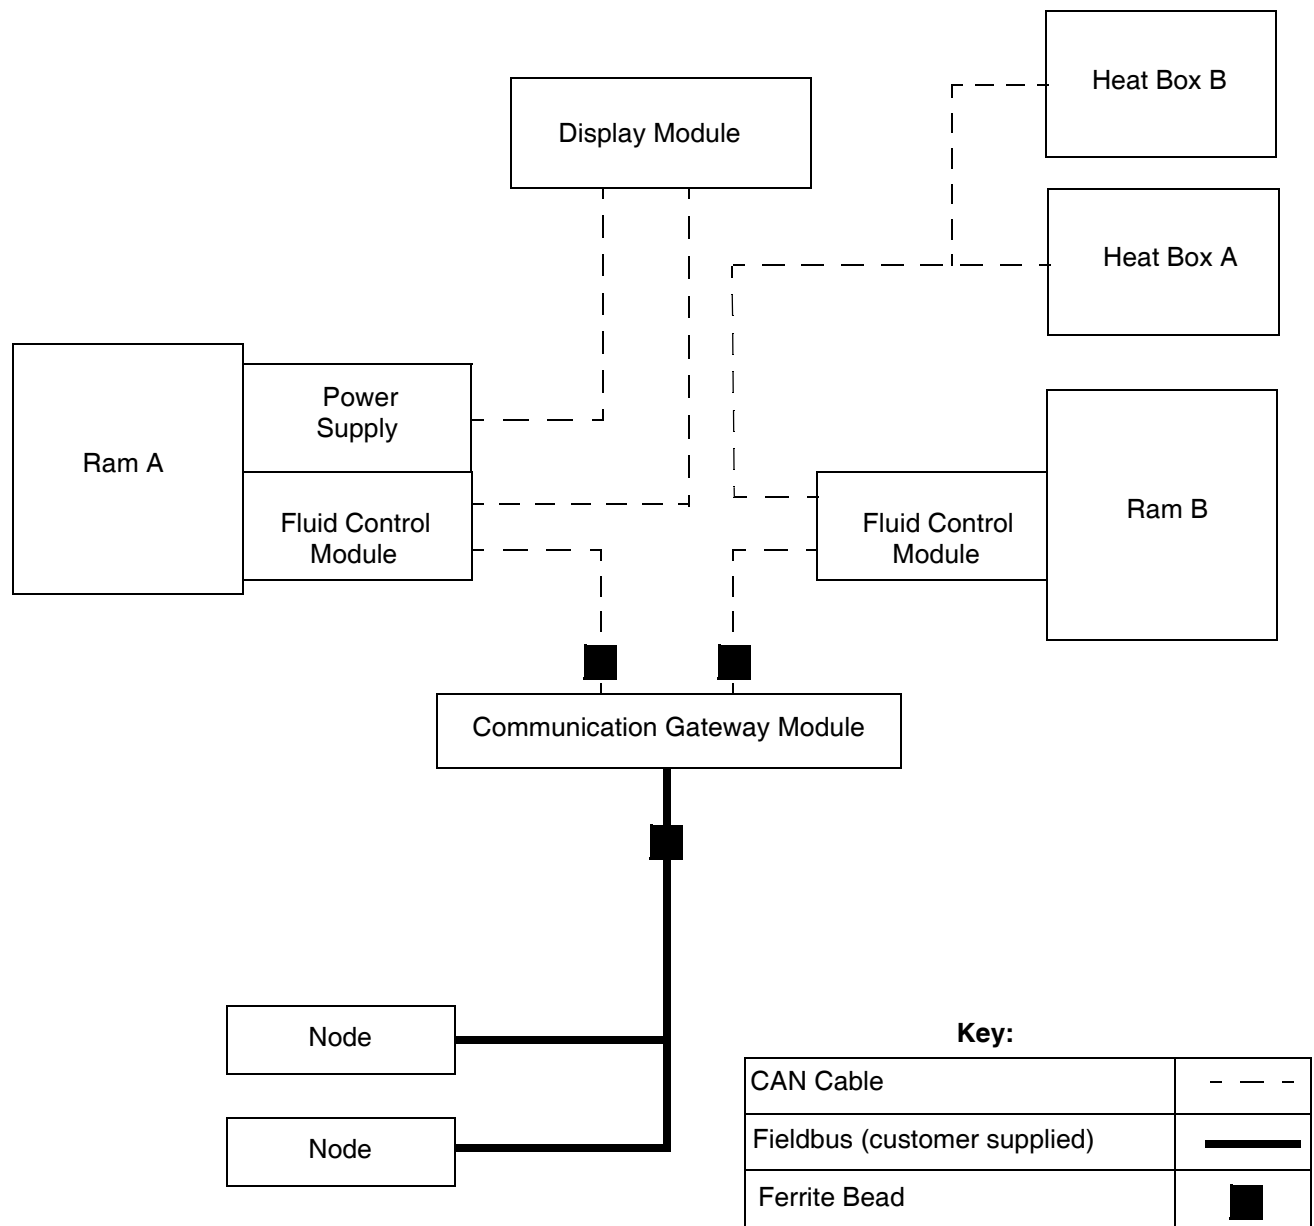 Heat Box B
Display Module
Heat Box A
Power
Supply
Ram A
Fluid Control
Module
Fluid Control
Module
Ram B
Communication Gateway Module
Node
Node
Key:
CAN Cable
Fieldbus (customer supplied)
Ferrite Bead